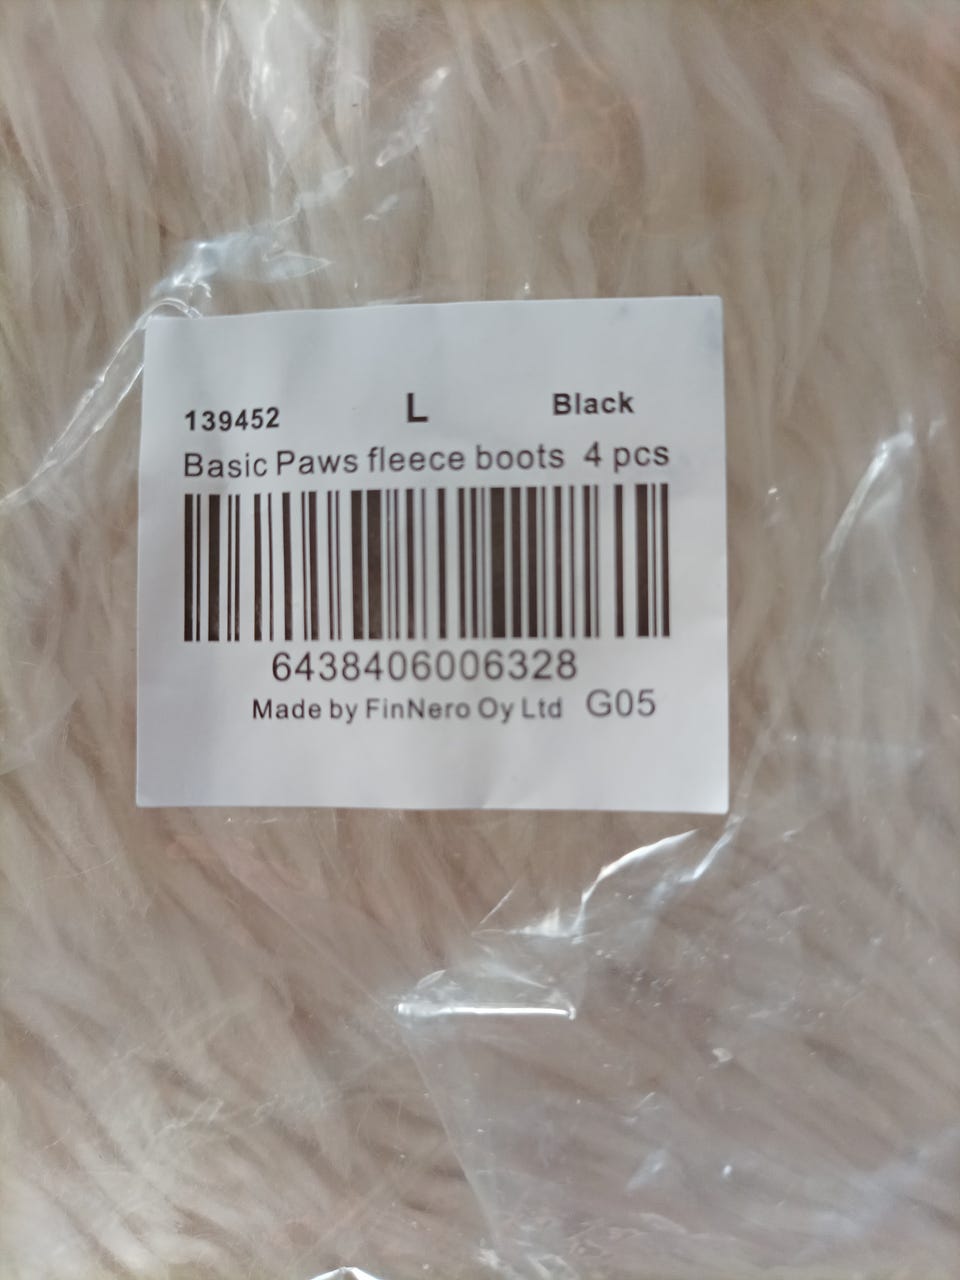 139452 L Black
Basic Paws fleece boots 4 pcs
6438406006328
Made by FinNero Oy Ltd G05